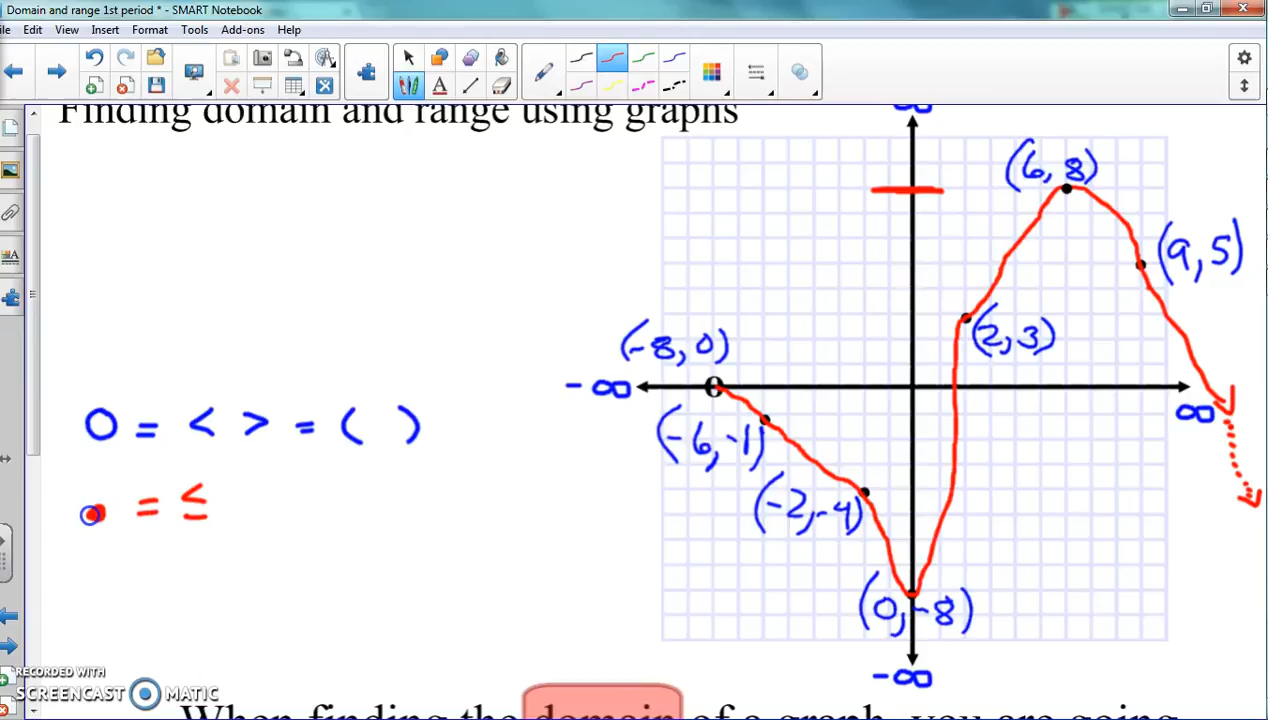 Domain and range 1st period * - SMART Notebook
ile Edit View Insert Format Tools Add-ons Help
Finding domain and range using graphs
∞
(6, 8)
(9, 5)
(2, 3)
(-8, 0)
- ∞
∞
(-6, -1)
(-2, -4)
(0, -8)
-∞
O = < > = ( )
• = ≤
RECORDED WITH
SCREENCAST MATIC
When finding the domain of a graph, you are going